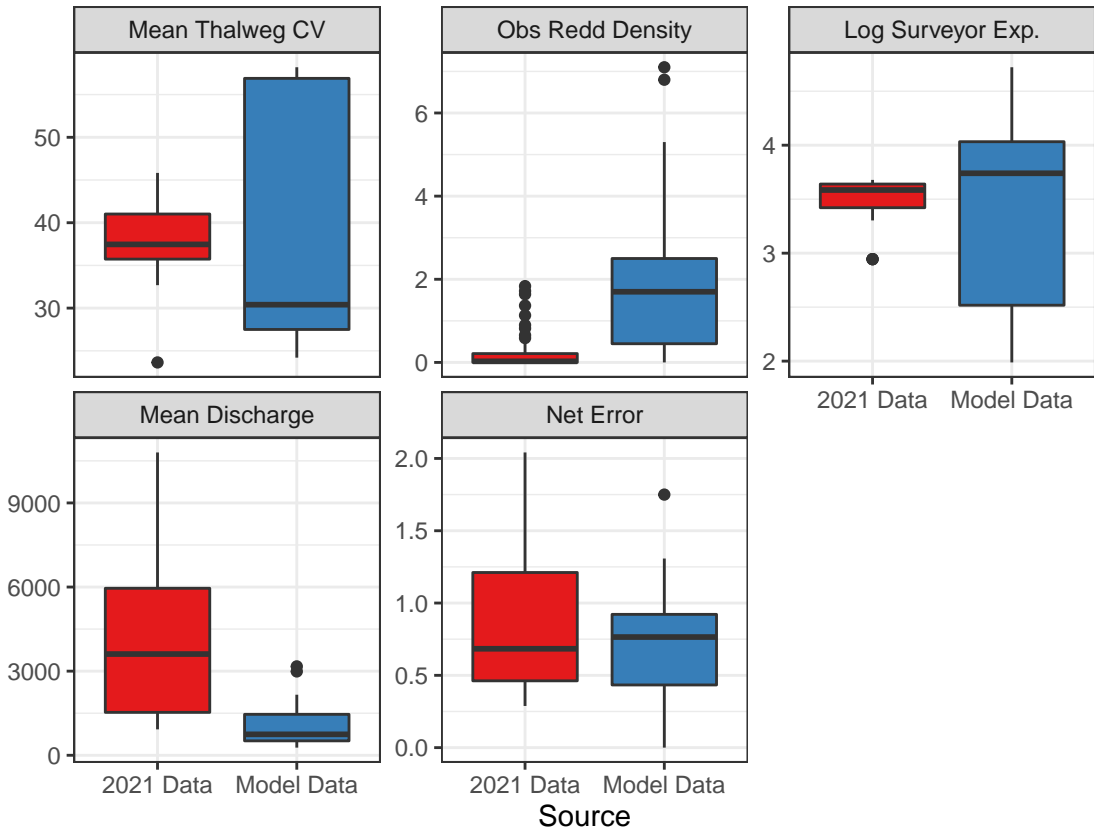 Mean Thalweg CV
Obs Redd Density
Log Surveyor Exp.
50
40
30
6
4
2
0
4
3
2
2021 Data Model Data
Mean Discharge
Net Error
9000
6000
3000
0
2.0
1.5
1.0
0.5
0.0
2021 Data Model Data
2021 Data Model Data
Source